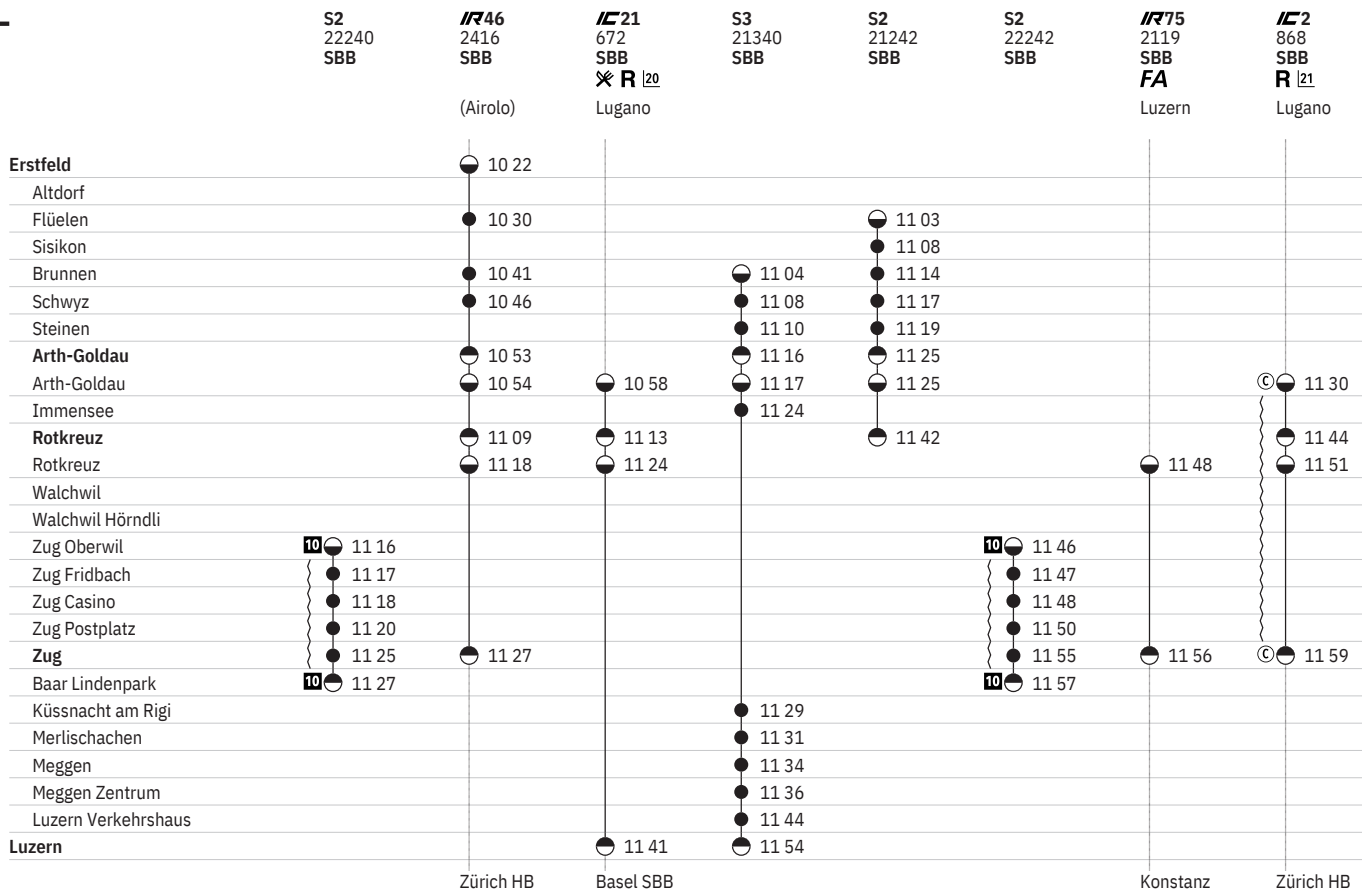 S2 IR46 IC21 S3 S2 S2 IR75 IC2
22240 2416 672 21340 21242 22242 2119 868
SBB SBB SBB SBB SBB SBB SBB SBB
R 20 FA R 21
(Airolo) Lugano Luzern Lugano
Erstfeld 10 22
Altdorf
Flüelen 10 30 11 03
Sisikon 11 08
Brunnen 10 41 11 04 11 14
Schwyz 10 46 11 08 11 17
Steinen 11 10 11 19
Arth-Goldau 10 53 11 16 11 25
Arth-Goldau 10 54 10 58 11 17 11 25 C 11 30
Immensee 11 24
Rotkreuz 11 09 11 13 11 42 11 44
Rotkreuz 11 18 11 24 11 48 11 51
Walchwil
Walchwil Hörndli
Zug Oberwil 10 11 16 10 11 46
Zug Fridbach 11 17 11 47
Zug Casino 11 18 11 48
Zug Postplatz 11 20 11 50
Zug 11 25 11 27 11 55 11 56 C 11 59
Baar Lindenpark 10 11 27 10 11 57
Küssnacht am Rigi 11 29
Merlischachen 11 31
Meggen 11 34
Meggen Zentrum 11 36
Luzern Verkehrshaus 11 44
Luzern 11 41 11 54
Zürich HB Basel SBB Konstanz Zürich HB